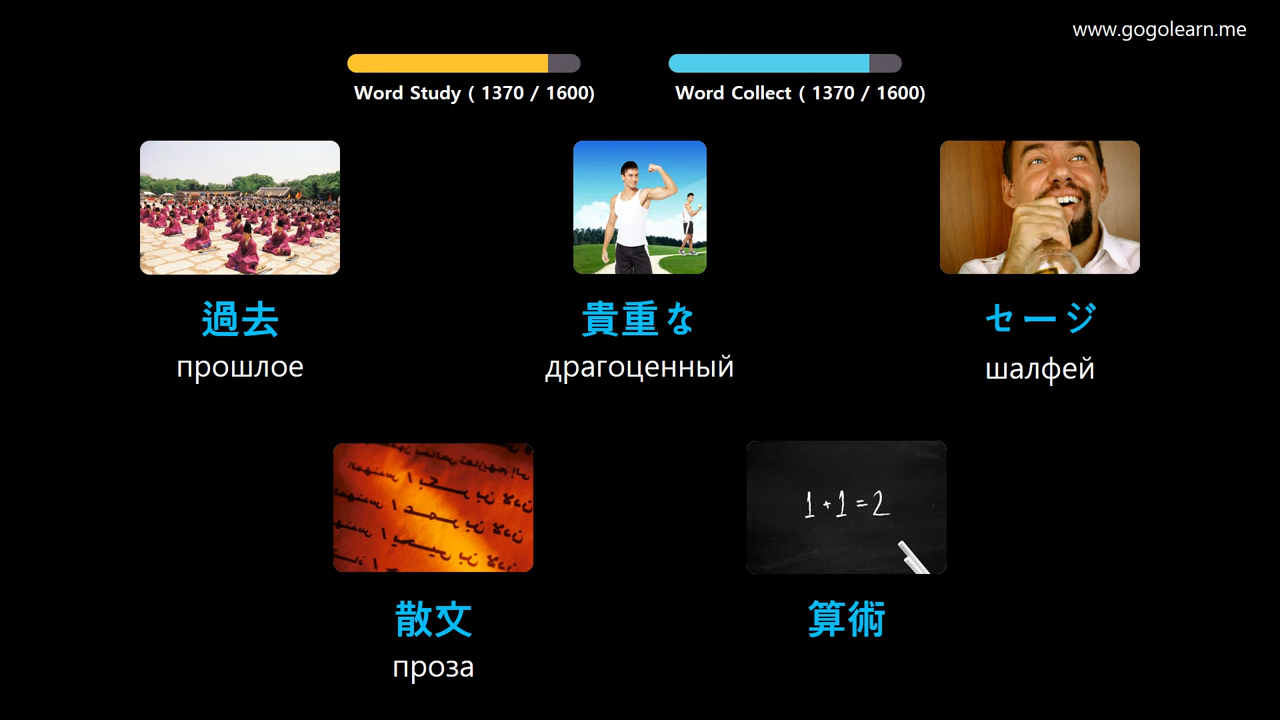 www.gogolearn.me
Word Study ( 1370 / 1600)
Word Collect ( 1370 / 1600)
過去
прошлое
貴重な
драгоценный
セージ
шалфей
散文
проза
1+1=2
算術